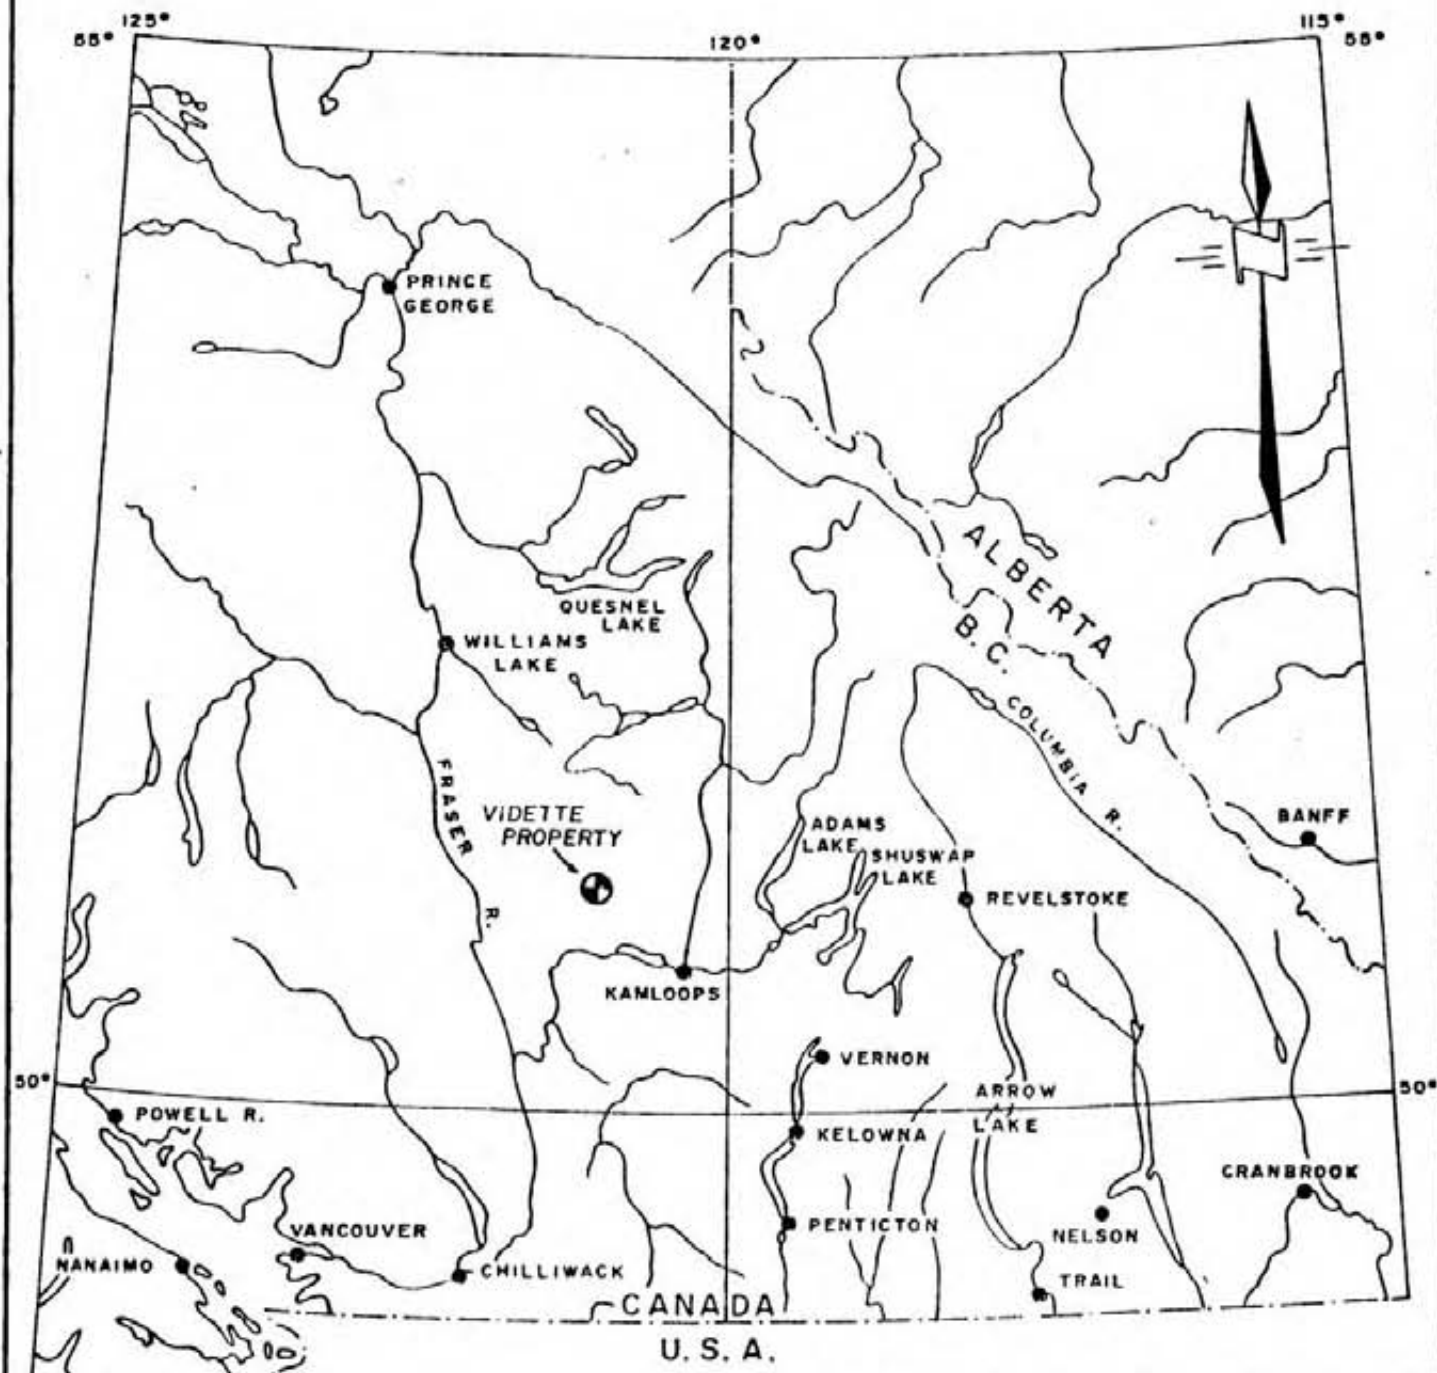 125°
120°
115°
55°
55°
PRINCE
GEORGE
ALBERTA
B.C.
QUESNEL
LAKE
WILLIAMS
LAKE
COLUMBIA R.
FRASER R.
VIDETTE
PROPERTY
BANFF
ADAMS
LAKE
SHUSWAP
LAKE
REVELSTOKE
KAMLOOPS
VERNON
50°
50°
ARROW
LAKE
POWELL R.
KELOWNA
CRANBROOK
VANCOUVER
PENTICTON
NELSON
NANAIMO
CHILLIWACK
TRAIL
CANADA
U.S.A.